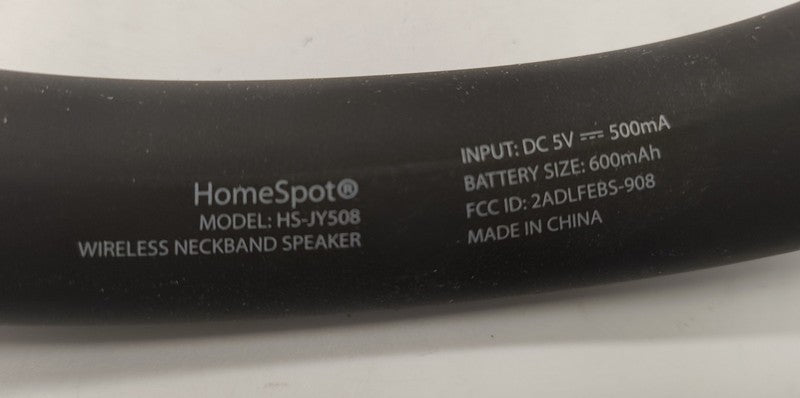 HomeSpot®
MODEL: HS-JY508
WIRELESS NECKBAND SPEAKER
INPUT: DC 5V ⎓ 500mA
BATTERY SIZE: 600mAh
FCC ID: 2ADLFEBS-908
MADE IN CHINA